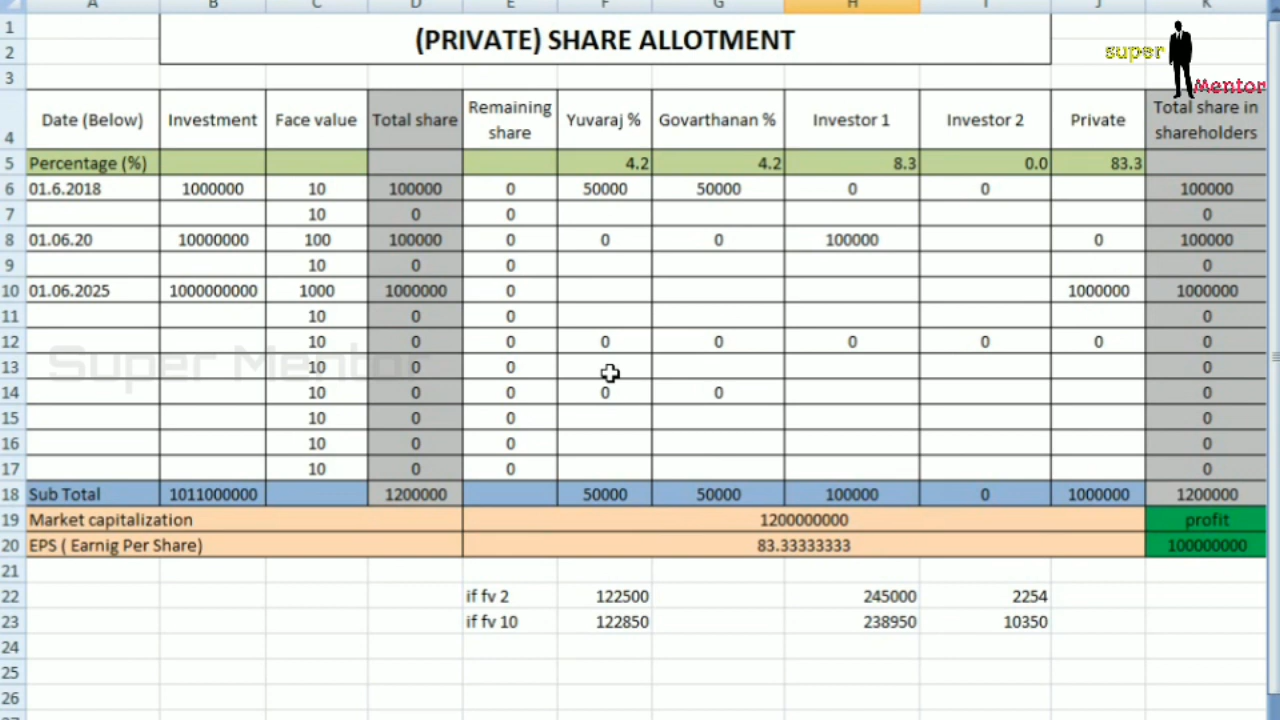 A B C D E F G H I J K
1 (PRIVATE) SHARE ALLOTMENT
super
2
Mentor
3
4 Date (Below) Investment Face value Total share Remaining share Yuvaraj % Govarthanan % Investor 1 Investor 2 Private Total share in shareholders
5 Percentage (%) 4.2 4.2 8.3 0.0 83.3
6 01.6.2018 1000000 10 100000 0 50000 50000 0 0 100000
7 10 0 0 0
8 01.06.20 10000000 100 100000 0 0 0 100000 0 100000
9 10 0 0 0
10 01.06.2025 1000000000 1000 1000000 0 1000000 1000000
11 10 0 0 0
12 10 0 0 0 0 0 0 0 0
Super Mentor
13 10 0 0 0
14 10 0 0 0 0 0
15 10 0 0 0
16 10 0 0 0
17 10 0 0 0
18 Sub Total 1011000000 1200000 50000 50000 100000 0 1000000 1200000
19 Market capitalization 1200000000 profit
20 EPS ( Earnig Per Share) 83.33333333 100000000
21
22 if fv 2 122500 245000 2254
23 if fv 10 122850 238950 10350
24
25
26